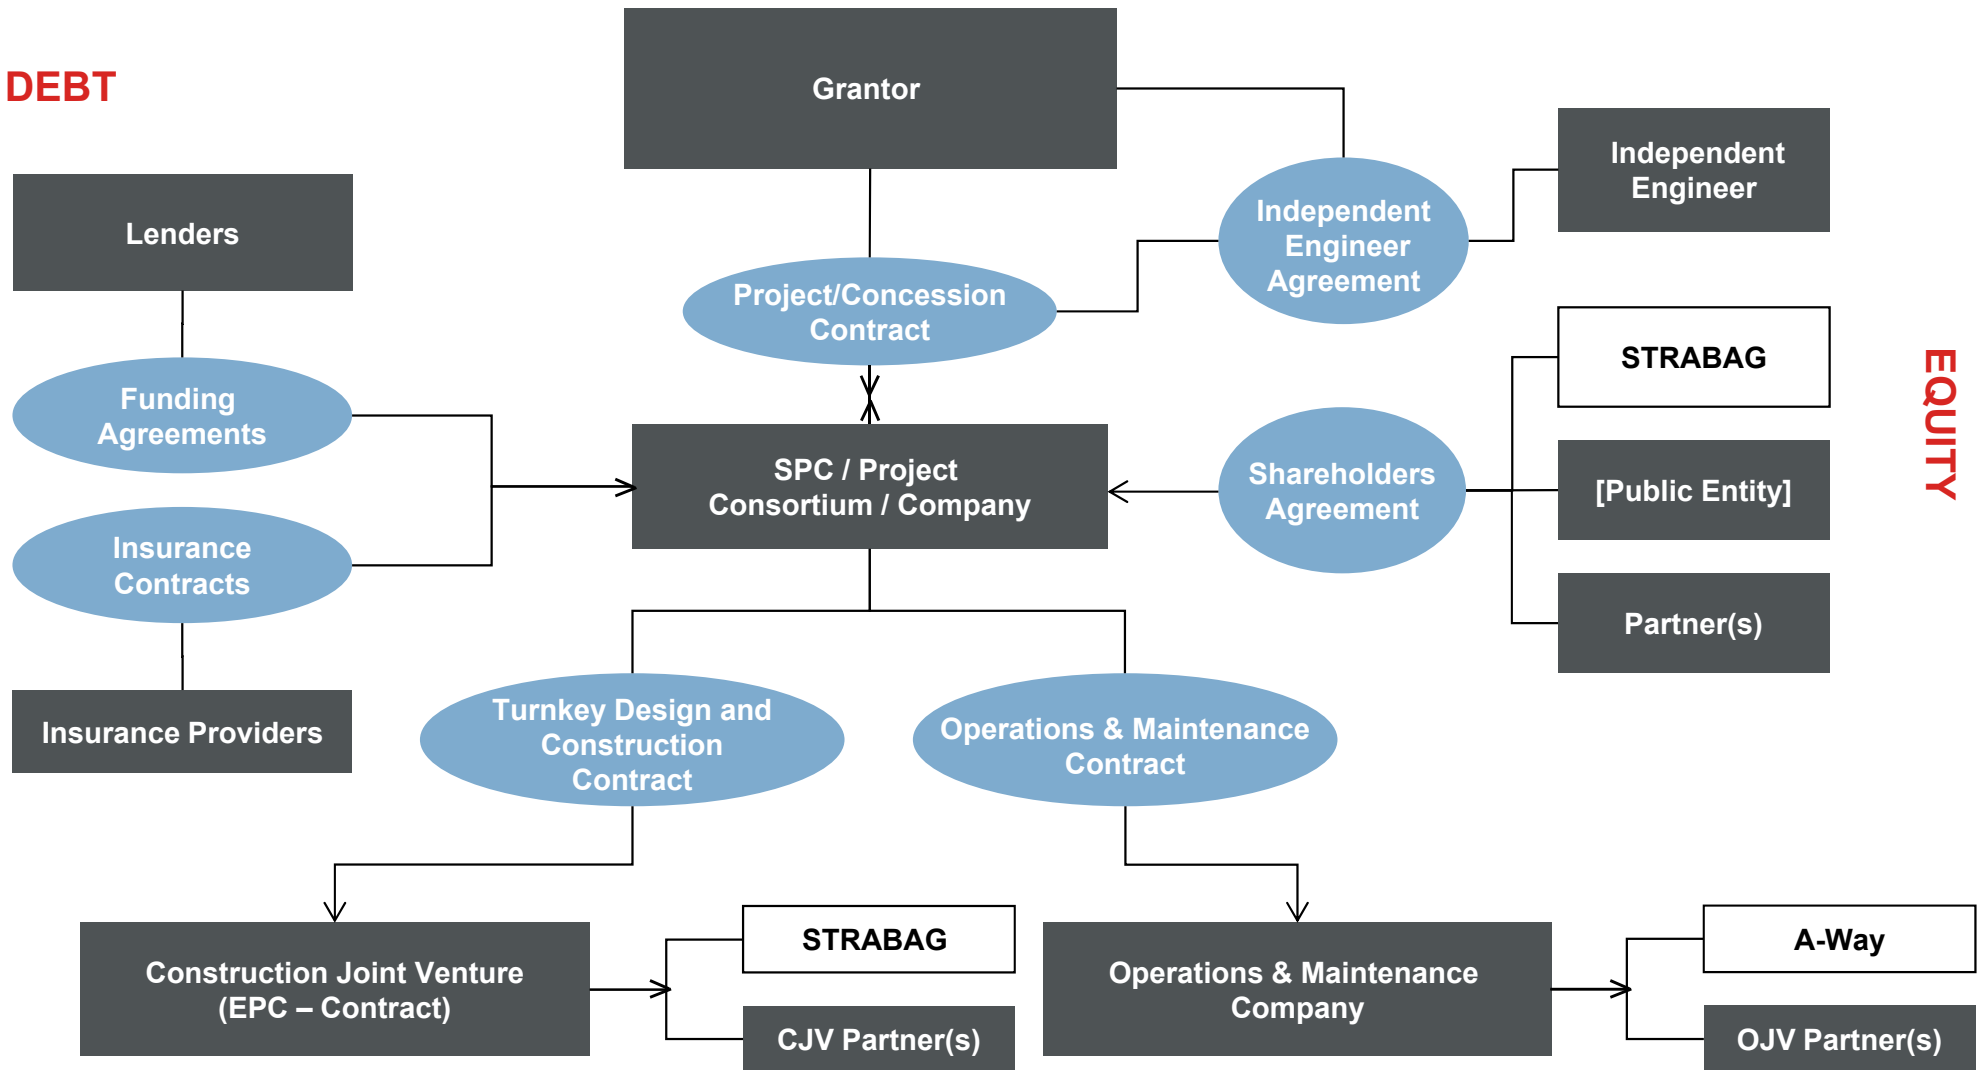 DEBT
Grantor
Independent
Engineer
Lenders
Independent
Engineer
Agreement
Project/Concession
Contract
STRABAG
EQUITY
Funding
Agreements
SPC / Project
Consortium / Company
Shareholders
Agreement
[Public Entity]
Insurance
Contracts
Partner(s)
Insurance Providers
Turnkey Design and
Construction
Contract
Operations & Maintenance
Contract
Construction Joint Venture
(EPC – Contract)
STRABAG
CJV Partner(s)
Operations & Maintenance
Company
A-Way
OJV Partner(s)